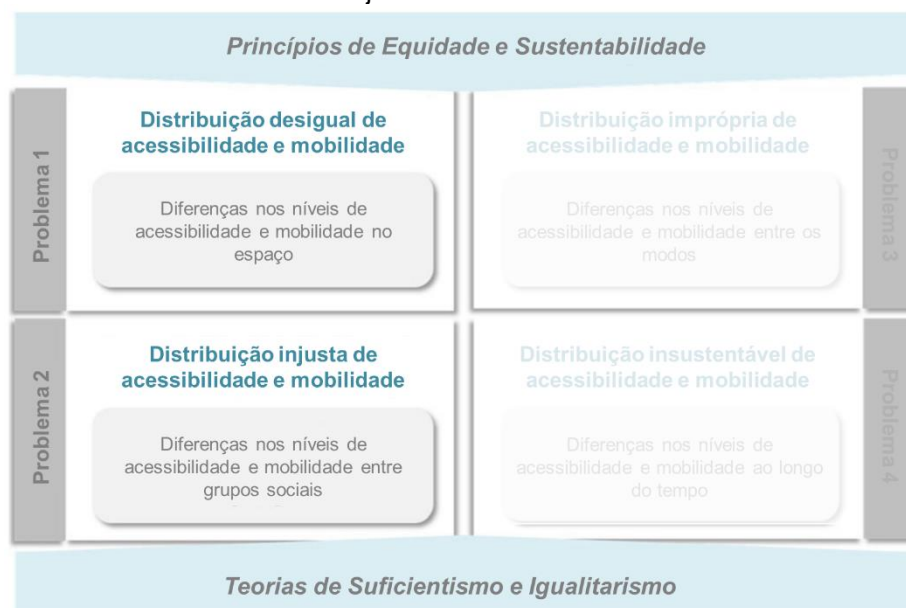 Princípios de Equidade e Sustentabilidade
Problema 1
Distribuição desigual de
acessibilidade e mobilidade
Diferenças nos níveis de
acessibilidade e mobilidade no
espaço
Distribuição imprópria de
acessibilidade e mobilidade
Diferenças nos níveis de
acessibilidade e mobilidade entre os
modos
Problema 3
Problema 2
Distribuição injusta de
acessibilidade e mobilidade
Diferenças nos níveis de
acessibilidade e mobilidade entre
grupos sociais
Distribuição insustentável de
acessibilidade e mobilidade
Diferenças nos níveis de
acessibilidade e mobilidade ao longo
do tempo
Problema 4
Teorias de Suficientismo e Igualitarismo